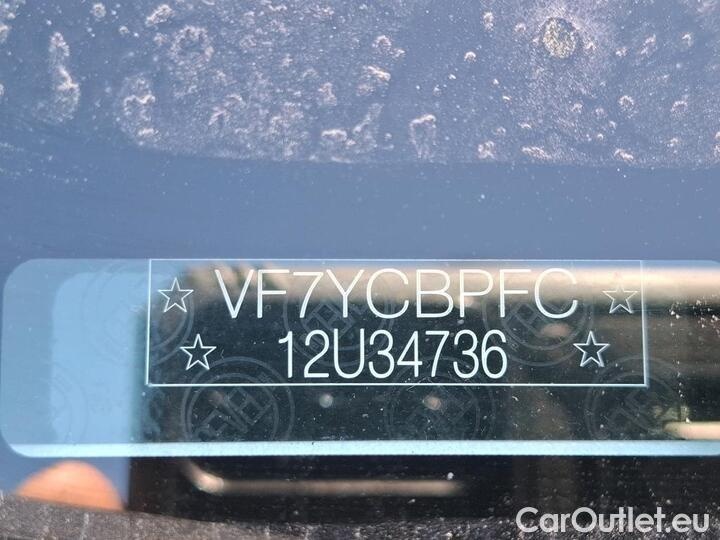 ☆ VF7YCBPFC ☆
☆ 12U34736 ☆
CarOutlet.eu